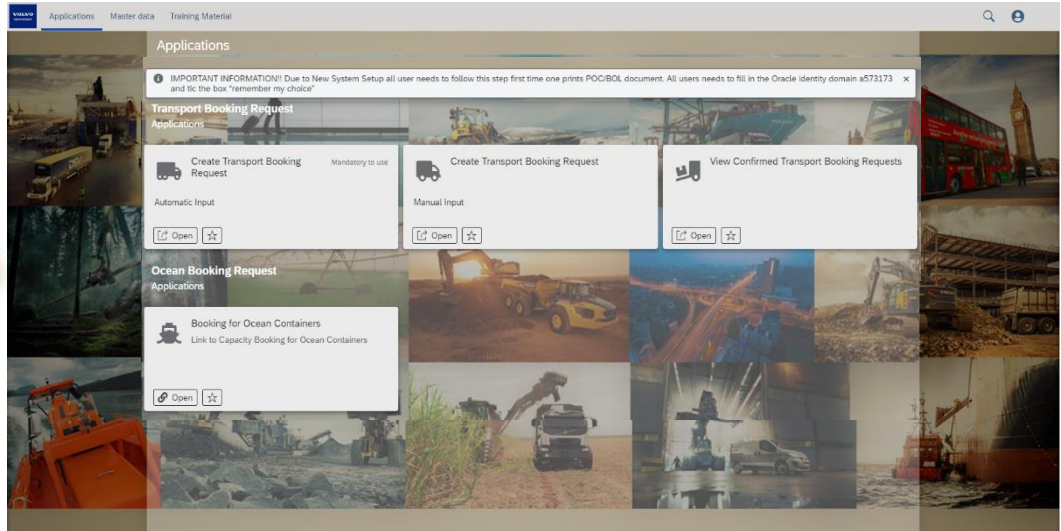 VOLVO
Applications Master data Training Material
Applications
IMPORTANT INFORMATION!! Due to New System Setup all user needs to follow this step first time one prints POC/BOL document. All users needs to fill in the Oracle identity domain a573173
and tic the box "remember my choice"
Transport Booking Request
Applications
Create Transport Booking
Request
Mandatory to use
Automatic Input
Open
Create Transport Booking Request
Manual Input
Open
View Confirmed Transport Booking Requests
Open
Ocean Booking Request
Applications
Booking for Ocean Containers
Link to Capacity Booking for Ocean Containers
Open